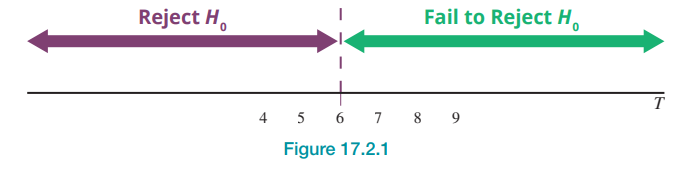 Reject H₀ Fail to Reject H₀
T
4 5 6 7 8 9
Figure 17.2.1